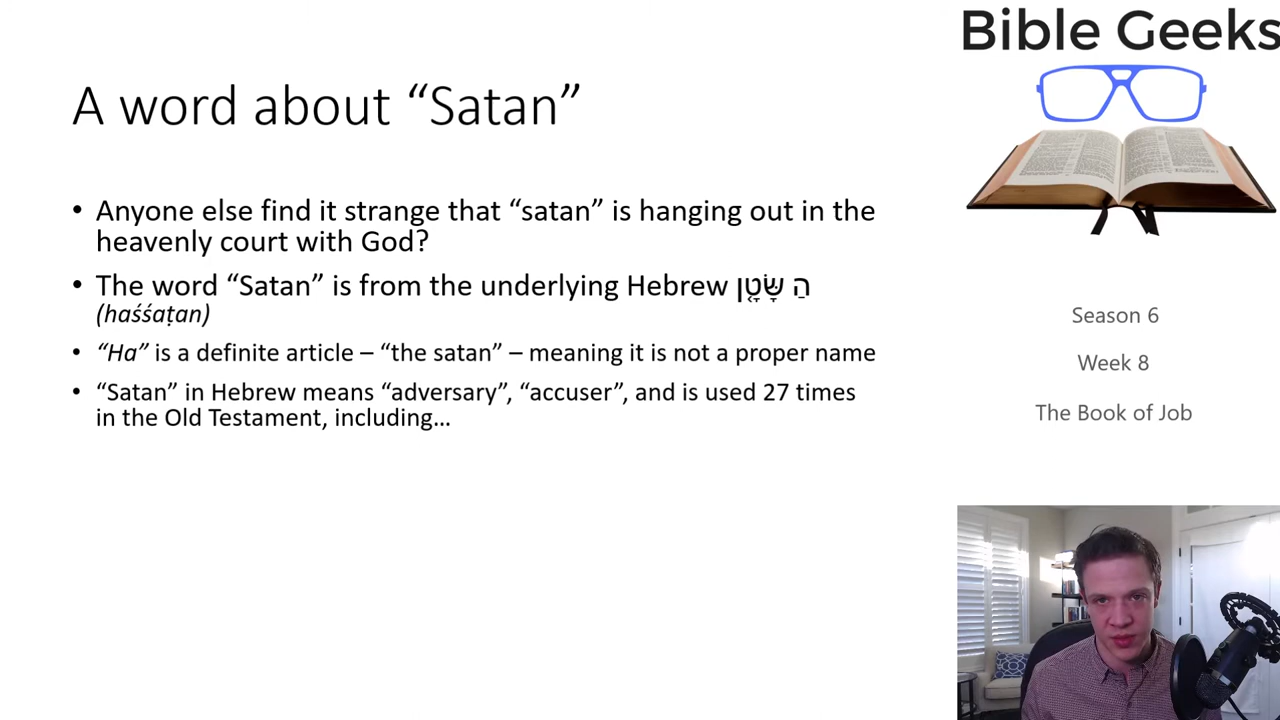 Bible Geeks
A word about “Satan”
• Anyone else find it strange that “satan” is hanging out in the
heavenly court with God?
• The word “Satan” is from the underlying Hebrew הַ שָּׂטָ֖ן
(haśśaṭan)
• “Ha” is a definite article – “the satan” – meaning it is not a proper name
• “Satan” in Hebrew means “adversary”, “accuser”, and is used 27 times
in the Old Testament, including…
Season 6
Week 8
The Book of Job